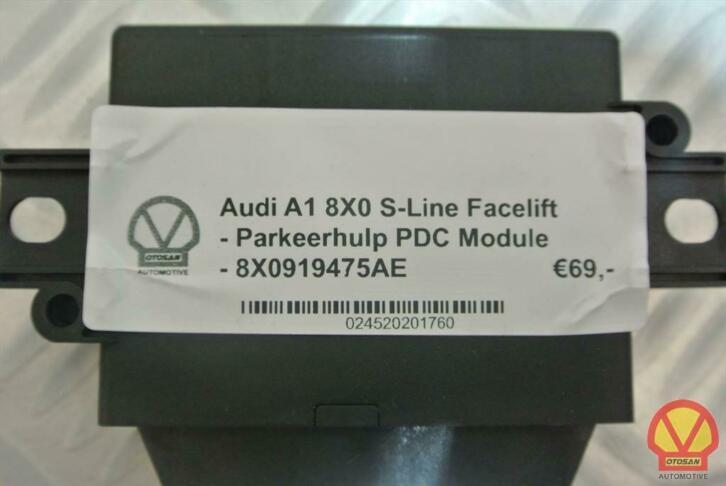 Audi A1 8X0 S-Line Facelift
- Parkeerhulp PDC Module
- 8X0919475AE €69,-
OTOSAN
AUTOMOTIVE
024520201760
OTOSAN
AUTOMOTIVE